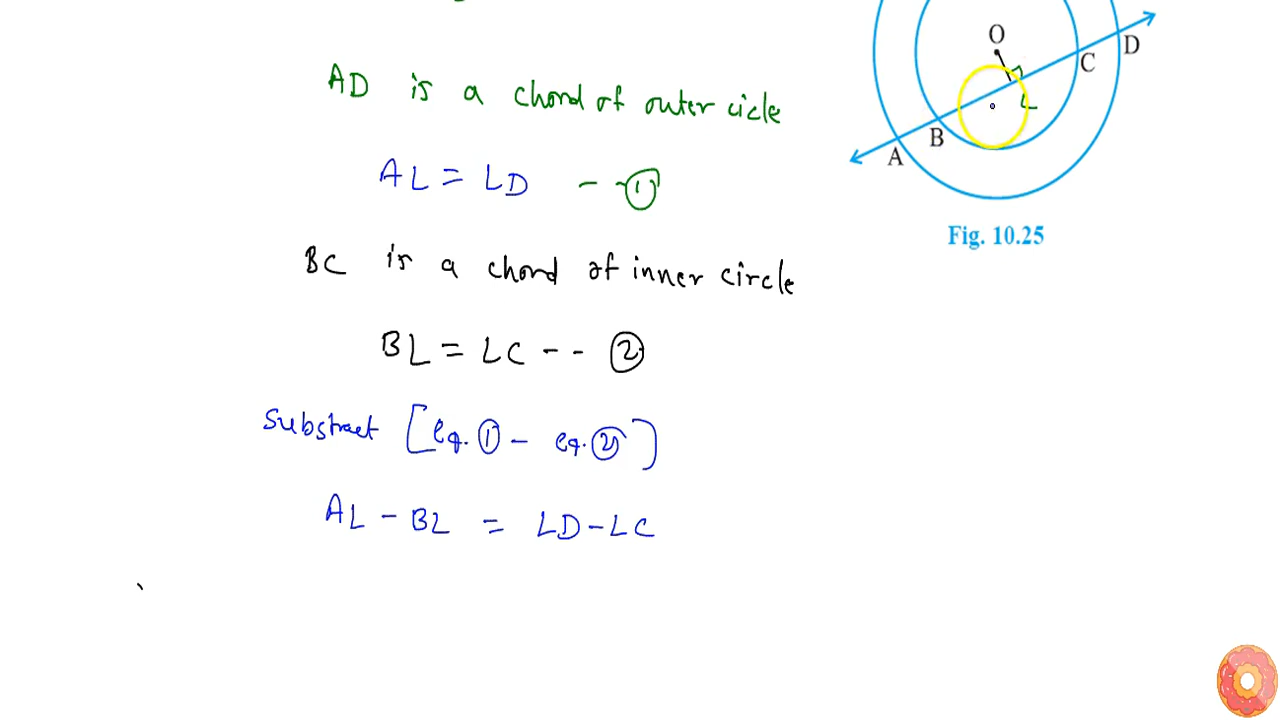 O
D
C
L
B
A
Fig. 10.25
AD is a chord of outer cicle
AL = LD - - ①
BC is a chord of inner circle
BL = LC - - ②
Substract [eq. ① - eq. ②]
AL - BL = LD - LC